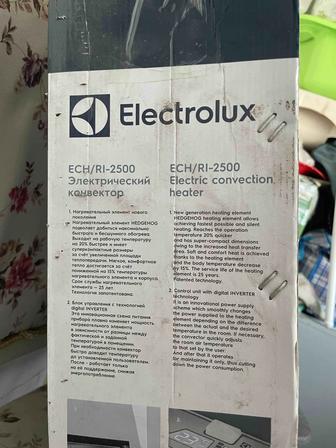 Electrolux
ECH/RI-2500
Электрический
конвектор
1. Нагревательный элемент нового
поколения
Нагревательный элемент HEDGEHOG
позволяет добиться максимально
быстрого и бесшумного обогрева.
Выходит на рабочую температуру
на 20% быстрее и имеет
суперкомпактные размеры
за счёт увеличенной площади
теплопередачи. Мягкое, комфортное
тепло достигается за счёт
пониженной на 15% температуры
нагревательного элемента и корпуса.
Срок службы нагревательного
элемента – 25 лет.
Технология запатентована.
2. Блок управления с технологией
digital INVERTER
Это инновационная схема питания
прибора плавно изменяет мощность
нагревательного элемента
в зависимости от разницы между
фактической и заданной
температурой в помещении.
При необходимости конвектор
быстро доводит температуру
до установленной пользователем.
После – работает только
на её поддержание, снижая
энергопотребление.
ECH/RI-2500
Electric convection
heater
1. New generation heating element
HEDGEHOG heating element allows
achieving fastest possible and silent
heating. Reaches the operation
temperature 20% quicker
and has super-compact dimensions
owing to the increased heat transfer
area. Soft and comfort heat is achieved
thanks to the heating element
and the body temperature decrease
by 15%. The service life of the heating
element is 25 years.
Patented technology.
2. Control unit with digital INVERTER
technology
It is an innovational power supply
scheme which smoothly changes
the power supplied to the heating
element depending on the difference
between the actual and the desired
temperature in the room. If necessary,
the convector quickly adjusts
the room air temperature
to that set by the user.
And after that it operates
for maintaining it only, thus cutting
down the power consumption.